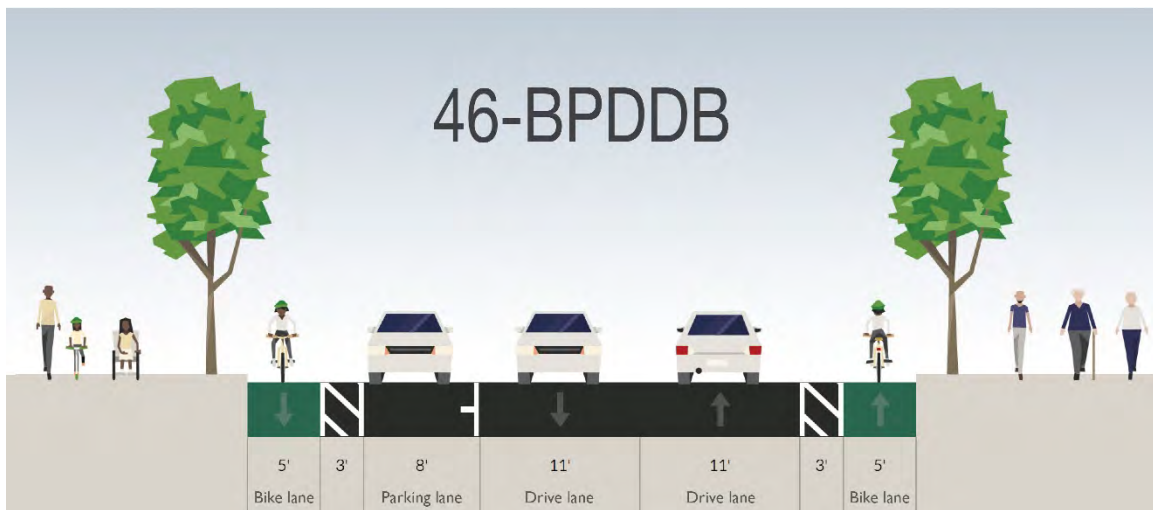 46-BPDDB
5' 3' 8' 11' 11' 3' 5'
Bike lane Parking lane Drive lane Drive lane Bike lane